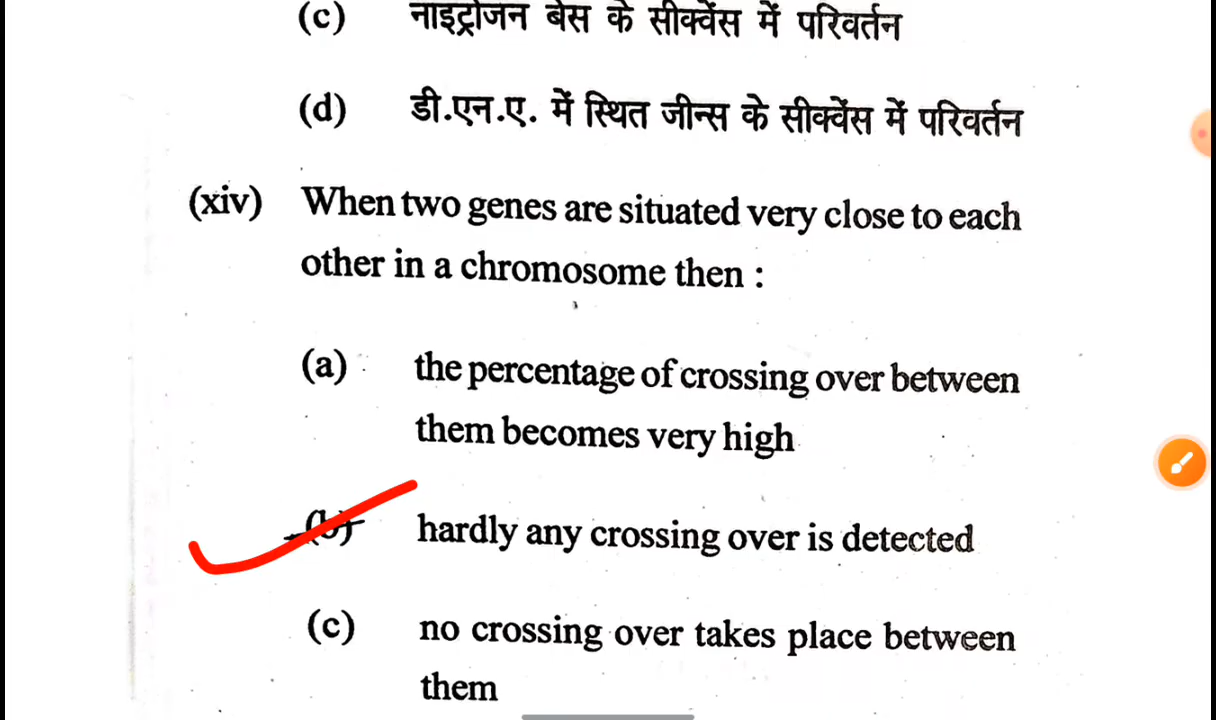 (c) नाइट्रोजन बेस के सीक्वेंस में परिवर्तन
(d) डी.एन.ए. में स्थित जीन्स के सीक्वेंस में परिवर्तन
(xiv) When two genes are situated very close to each
other in a chromosome then :
(a) the percentage of crossing over between
them becomes very high
(b) hardly any crossing over is detected
(c) no crossing over takes place between
them